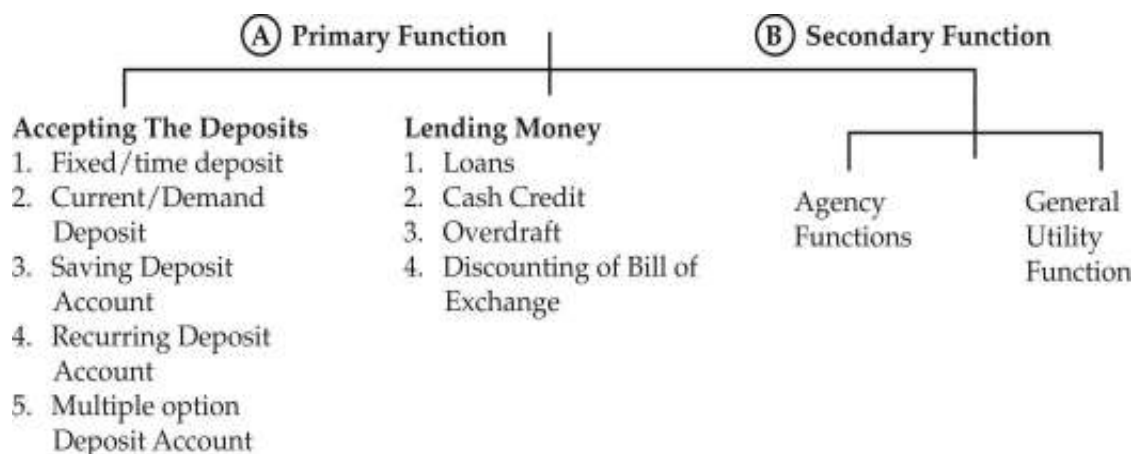 A Primary Function
B Secondary Function
Accepting The Deposits
1. Fixed/time deposit
2. Current/Demand
Deposit
3. Saving Deposit
Account
4. Recurring Deposit
Account
5. Multiple option
Deposit Account
Lending Money
1. Loans
2. Cash Credit
3. Overdraft
4. Discounting of Bill of
Exchange
Agency
Functions
General
Utility
Function